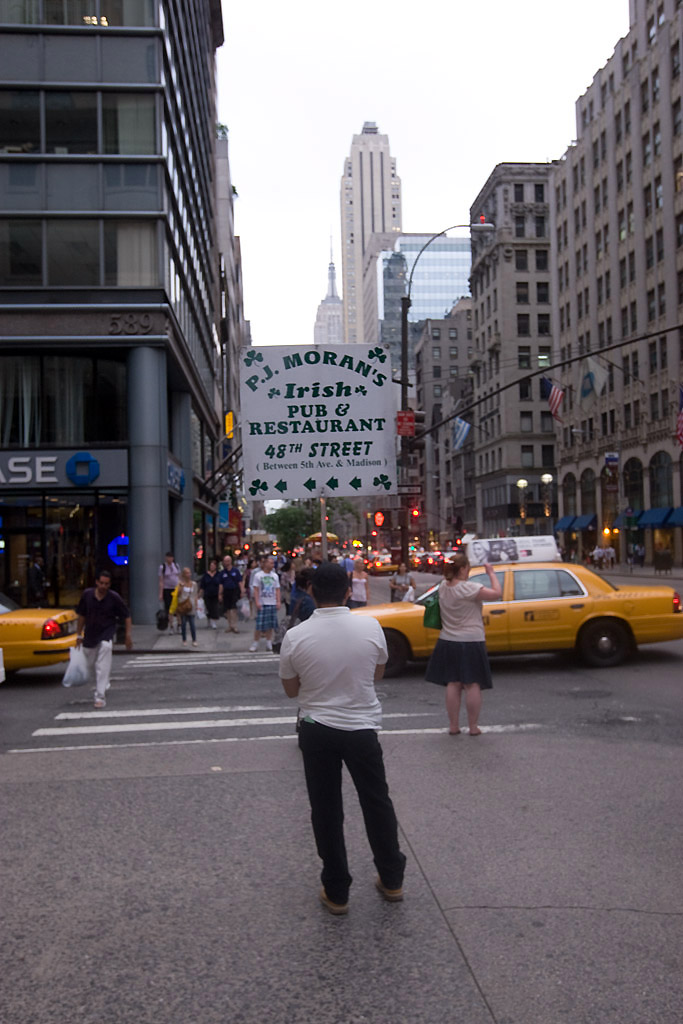 589
P.J. MORAN'S
Irish
PUB &
RESTAURANT
48TH STREET
( Between 5th Ave. & Madison )
ASE